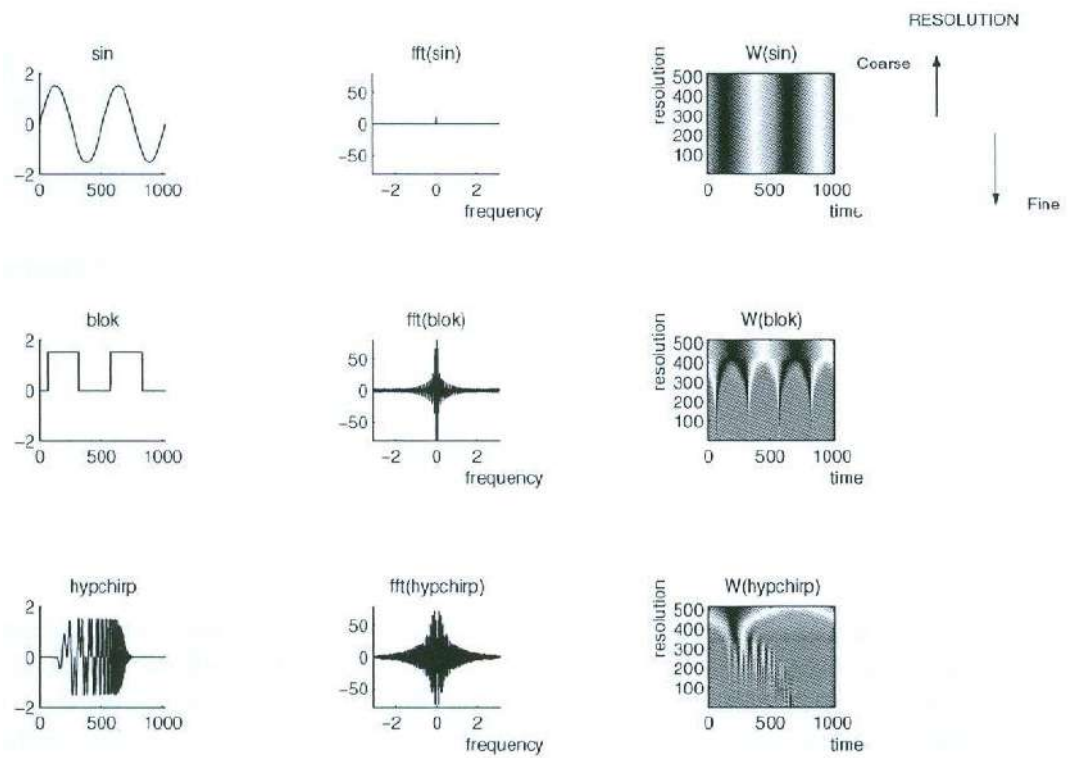 RESOLUTION
sin
fft(sin)
W(sin)
Coarse
2
0
−2
0 500 1000
50
0
−50
−2 0 2
frequency
resolution
500
400
300
200
100
0 500 1000
time
Fine
blok
fft(blok)
W(blok)
2
0
−2
0 500 1000
50
0
−50
−2 0 2
frequency
resolution
500
400
300
200
100
0 500 1000
time
hypchirp
fft(hypchirp)
W(hypchirp)
2
0
−2
0 500 1000
50
0
−50
−2 0 2
frequency
resolution
500
400
300
200
100
0 500 1000
time